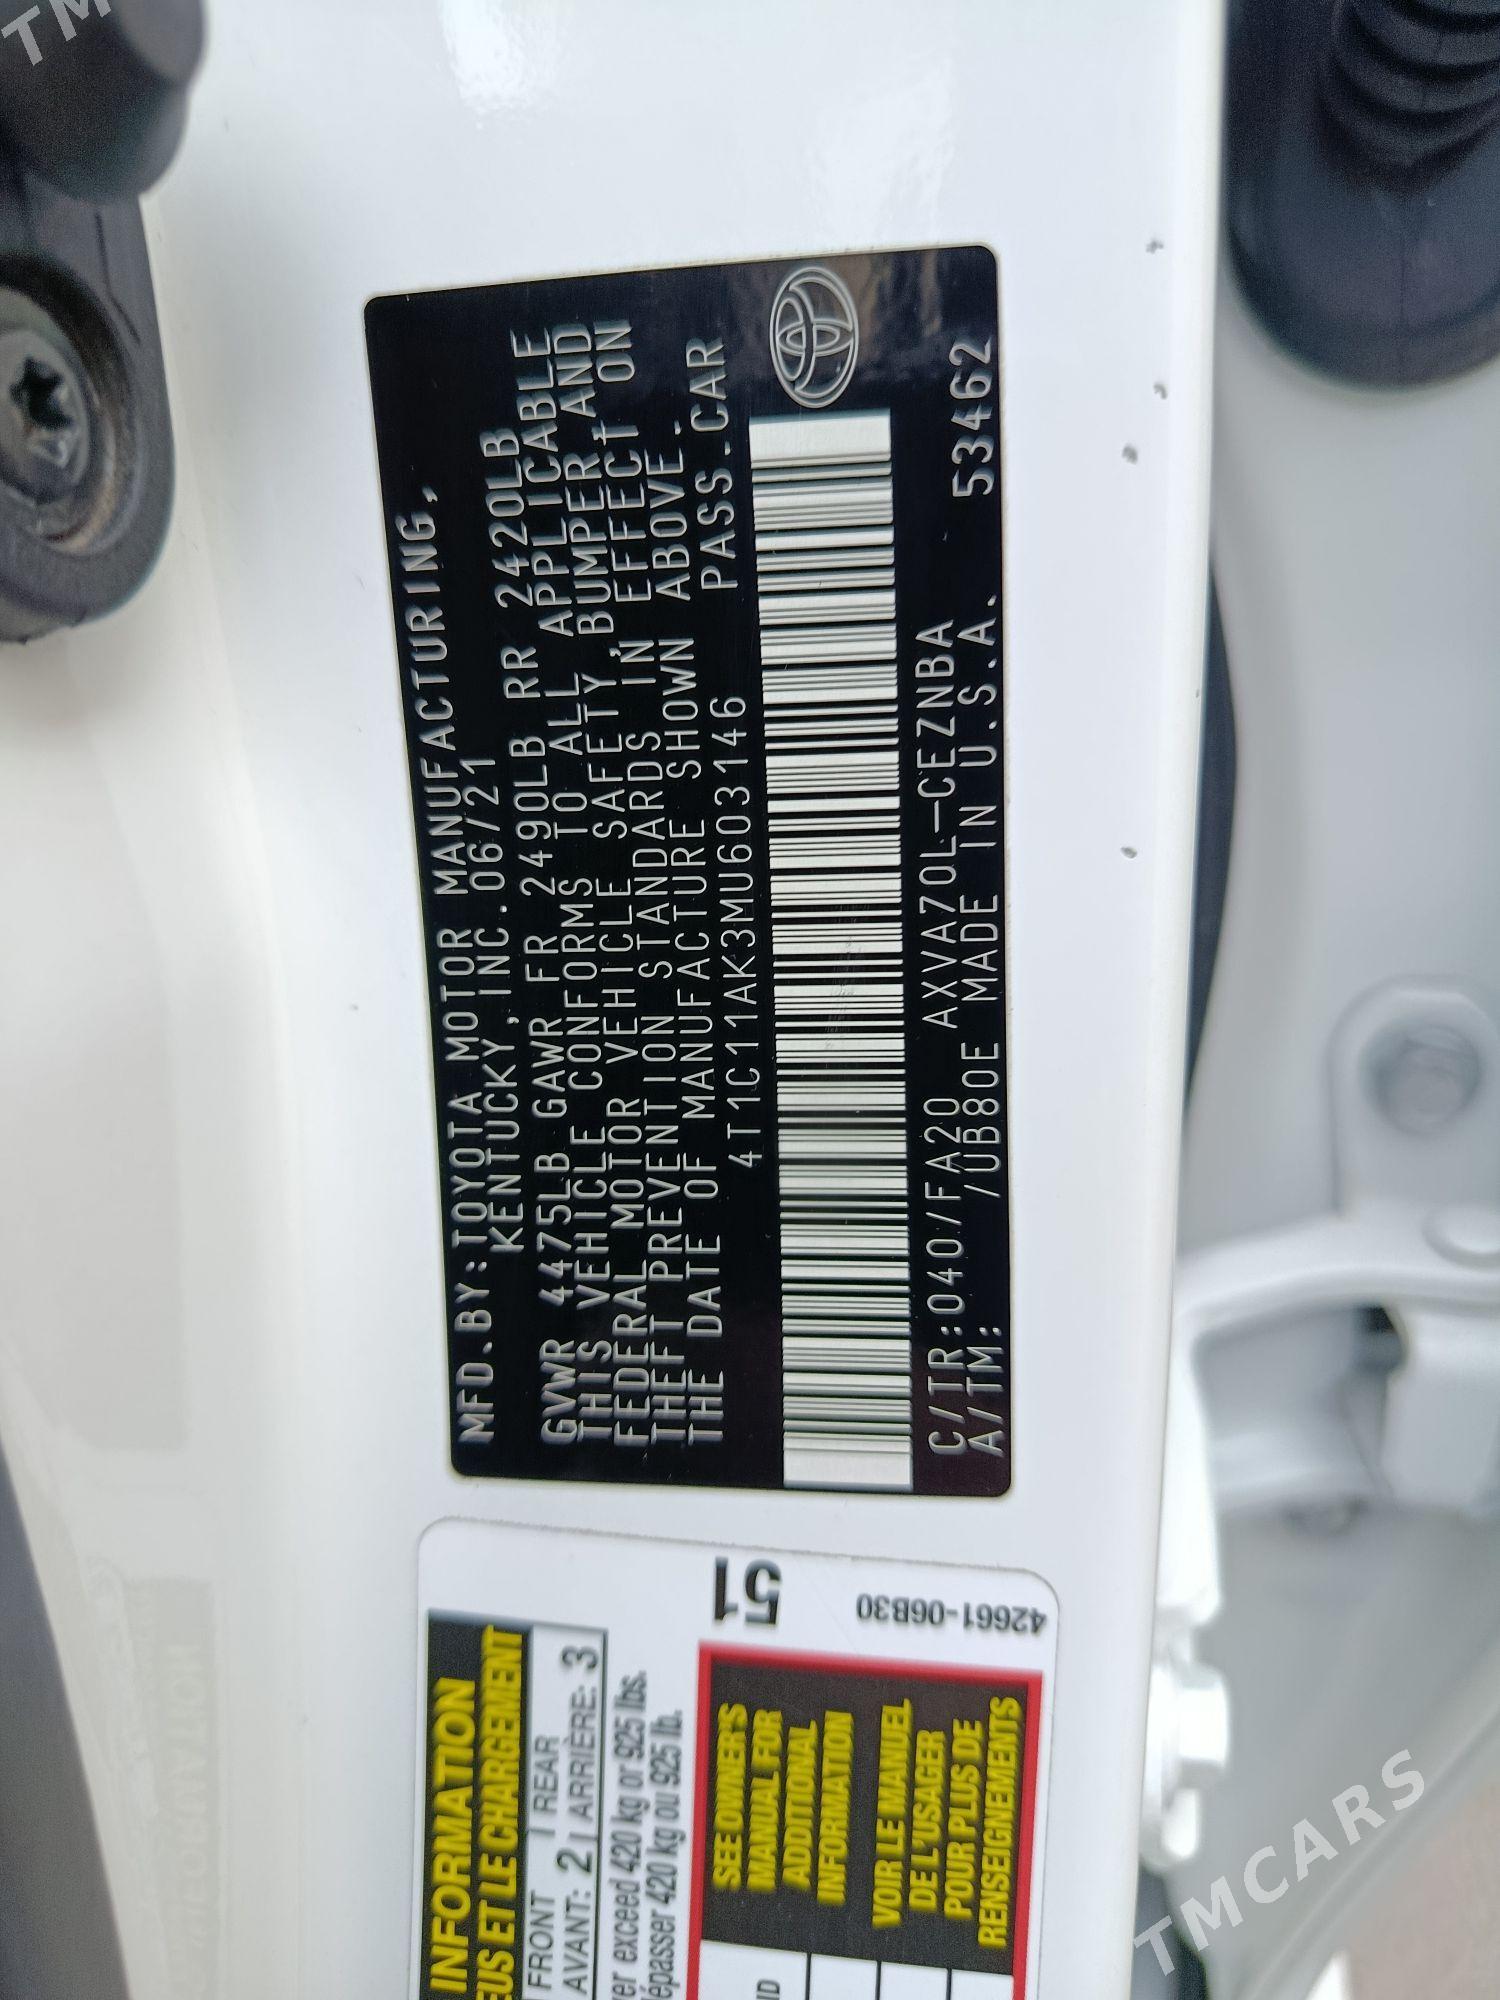 MFD.BY:TOYOTA MOTOR MANUFACTURING,
KENTUCKY, INC. 06/21
GVWR 4475LB GAWR FR 2490LB RR 2420LB
THIS VEHICLE CONFORMS TO ALL APPLICABLE
FEDERAL MOTOR VEHICLE SAFETY, BUMPER, AND
THEFT PREVENTION STANDARDS IN EFFECT ON
THE DATE OF MANUFACTURE SHOWN ABOVE.
4T1C11AK3MU603146 PASS.CAR
C/TR:040/FA20 AXVA70L-CEZNBA
A/TM: /UB80E MADE IN U.S.A. 53462
INFORMATION
ET LE CHARGEMENT
FRONT REAR
AVANT: 2 ARRIÈRE: 3
exceed 420 kg or 925 lbs.
420 kg ou 925 lb.
51
42661-06B30
SEE OWNER'S
MANUAL FOR
ADDITIONAL
INFORMATION
VOIR LE MANUEL
DE L'USAGER
POUR PLUS DE
RENSEIGNEMENTS
TMCARS
TM